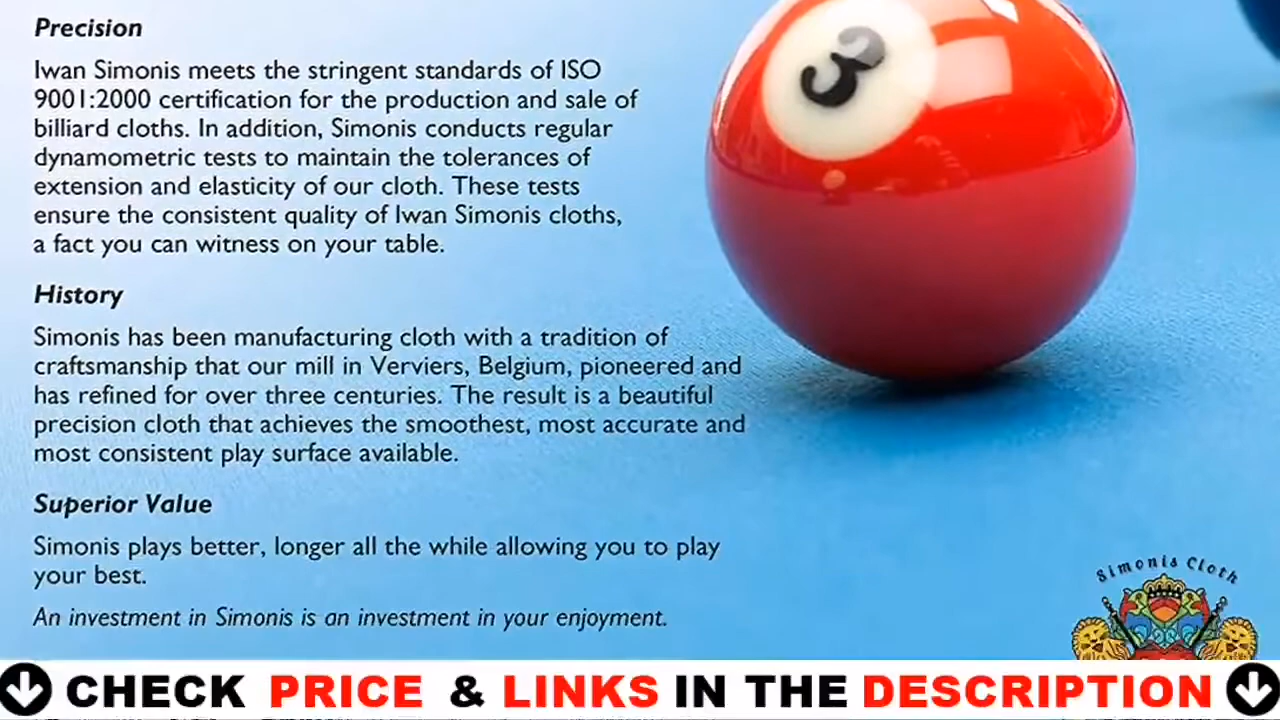 Precision
Iwan Simonis meets the stringent standards of ISO
9001:2000 certification for the production and sale of
billiard cloths. In addition, Simonis conducts regular
dynamometric tests to maintain the tolerances of
extension and elasticity of our cloth. These tests
ensure the consistent quality of Iwan Simonis cloths,
a fact you can witness on your table.
History
Simonis has been manufacturing cloth with a tradition of
craftsmanship that our mill in Verviers, Belgium, pioneered and
has refined for over three centuries. The result is a beautiful
precision cloth that achieves the smoothest, most accurate and
most consistent play surface available.
Superior Value
Simonis plays better, longer all the while allowing you to play
your best.
An investment in Simonis is an investment in your enjoyment.
3
Simonis Cloth
CHECK PRICE & LINKS IN THE DESCRIPTION